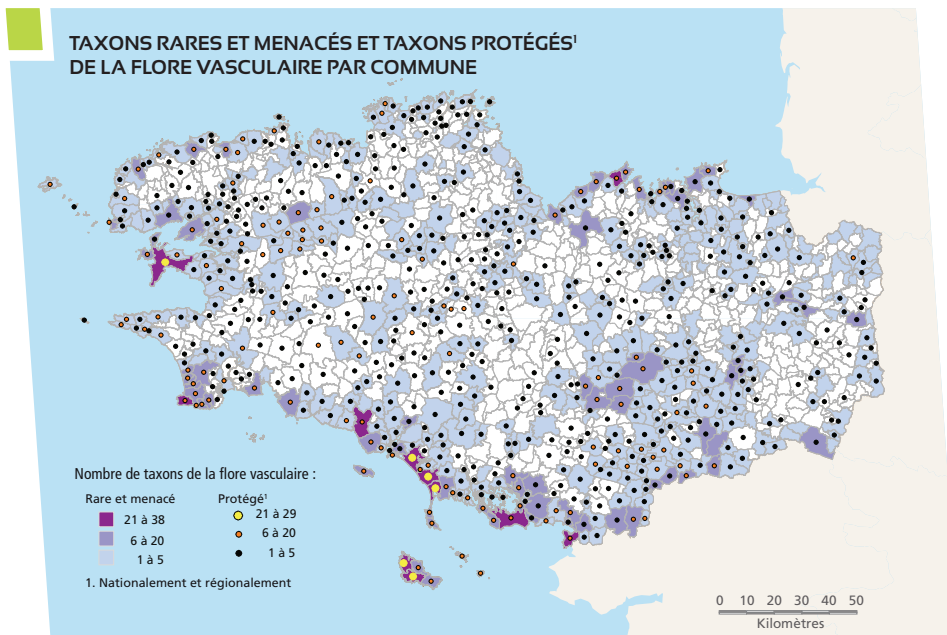 TAXONS RARES ET MENACÉS ET TAXONS PROTÉGÉS¹
DE LA FLORE VASCULAIRE PAR COMMUNE
Nombre de taxons de la flore vasculaire :
Rare et menacé
21 à 38
6 à 20
1 à 5
Protégé¹
21 à 29
6 à 20
1 à 5
1. Nationalement et régionalement
0 10 20 30 40 50
Kilomètres